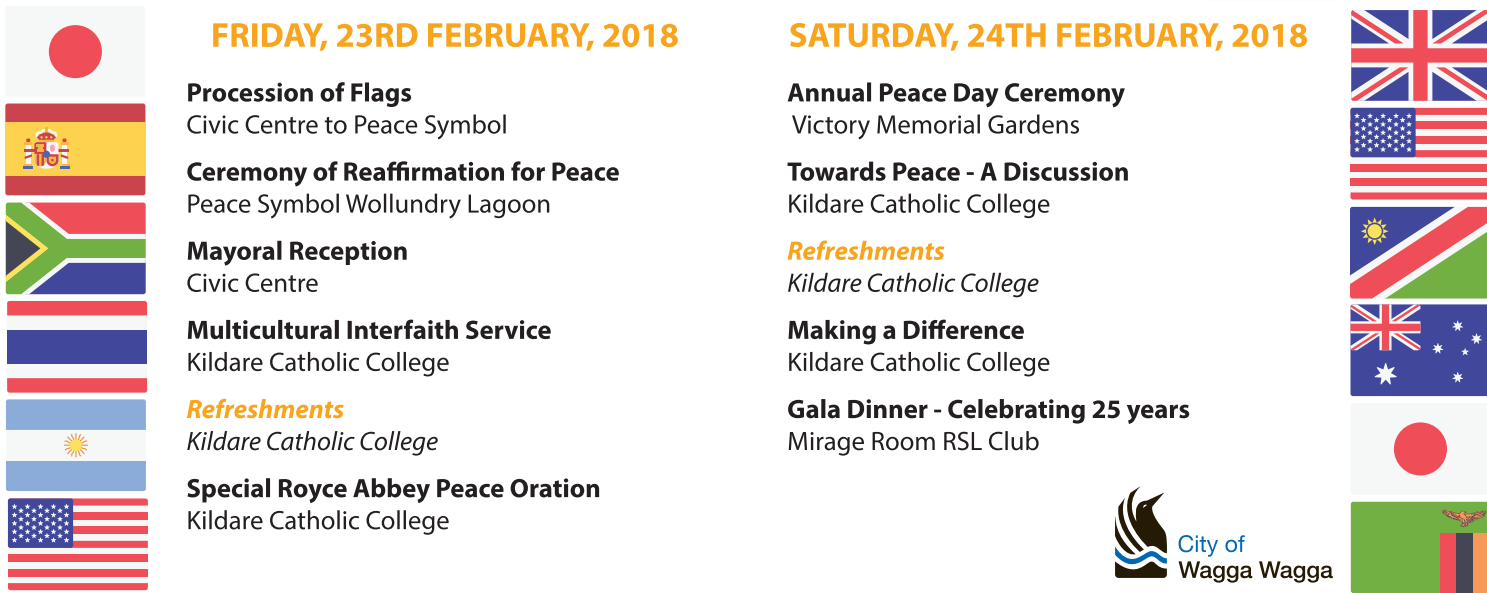 FRIDAY, 23RD FEBRUARY, 2018
Procession of Flags
Civic Centre to Peace Symbol
Ceremony of Reaffirmation for Peace
Peace Symbol Wollundry Lagoon
Mayoral Reception
Civic Centre
Multicultural Interfaith Service
Kildare Catholic College
Refreshments
Kildare Catholic College
Special Royce Abbey Peace Oration
Kildare Catholic College
SATURDAY, 24TH FEBRUARY, 2018
Annual Peace Day Ceremony
Victory Memorial Gardens
Towards Peace - A Discussion
Kildare Catholic College
Refreshments
Kildare Catholic College
Making a Difference
Kildare Catholic College
Gala Dinner - Celebrating 25 years
Mirage Room RSL Club
City of
Wagga Wagga